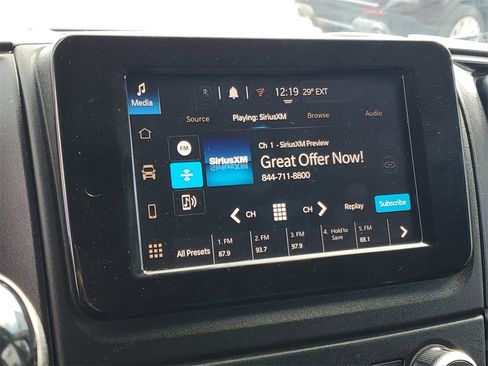 Media
12:19 29° EXT
Source Playing: SiriusXM Browse Audio
FM
SiriusXM
Ch 1 - SiriusXM Preview
Great Offer Now!
844-711-8800
CH CH Replay Subscribe
All Presets
1. FM
87.9
2. FM
93.7
3. FM
97.9
4. Hold to
Save
5. FM
88.1